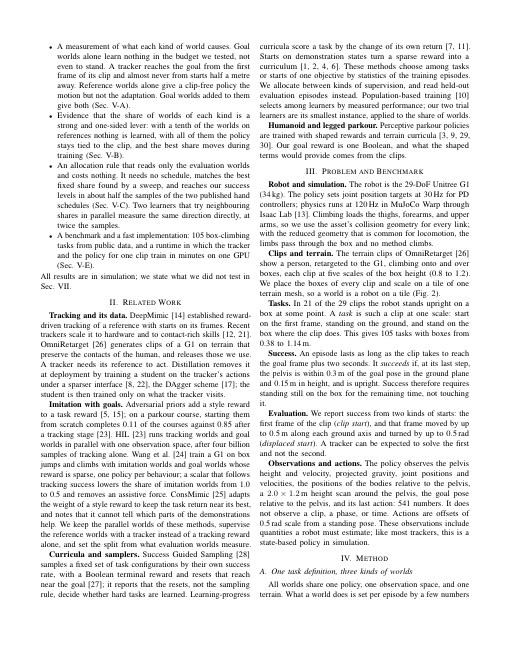 • A measurement of what each kind of world causes. Goal
worlds alone learn nothing in the budget we tested, not
even to stand. A tracker reaches the goal from the first
frame of its clip and almost never from starts half a metre
away. Reference worlds alone give a clip-free policy the
motion but not the adaptation. Goal worlds added to them
give both (Sec. V-A).
• Evidence that the share of worlds of each kind is a
strong and one-sided lever: with a tenth of the worlds on
references nothing is learned, with all of them the policy
stays tied to the clip, and the best share moves during
training (Sec. V-B).
• An allocation rule that reads only the evaluation worlds
and costs nothing. It needs no schedule, matches the best
fixed share found by a sweep, and reaches our success
levels in about half the samples of the two published hand
schedules (Sec. V-C). Two learners that try neighbouring
shares in parallel measure the same direction directly, at
twice the samples.
• A benchmark and a fast implementation: 105 box-climbing
tasks from public data, and a runtime in which the tracker
and the policy for one clip train in minutes on one GPU
(Sec. V-E).
All results are in simulation; we state what we did not test in
Sec. VII.
II. RELATED WORK
Tracking and its data. DeepMimic [14] established reward-
driven tracking of a reference with starts on its frames. Recent
trackers scale it to hardware and to contact-rich skills [12, 21].
OmniRetarget [26] generates clips of a G1 on terrain that
preserve the contacts of the human, and releases those we use.
A tracker needs its reference to act. Distillation removes it
at deployment by training a student on the tracker's actions
under a sparser interface [8, 22], the DAgger scheme [17]; the
student is then trained only on what the tracker visits.
Imitation with goals. Adversarial priors add a style reward
to a task reward [5, 15]; on a parkour course, starting them
from scratch completes 0.11 of the courses against 0.85 after
a tracking stage [23]. HIL [23] runs tracking worlds and goal
worlds in parallel with one observation space, after four billion
samples of tracking alone. Wang et al. [24] train a G1 on box
jumps and climbs with imitation worlds and goal worlds whose
reward is sparse, one policy per behaviour; a scalar that follows
tracking success lowers the share of imitation worlds from 1.0
to 0.5 and removes an assistive force. ConsMimic [25] adapts
the weight of a style reward to keep the task return near its best,
and notes that it cannot tell which parts of the demonstrations
help. We keep the parallel worlds of these methods, supervise
the reference worlds with a tracker instead of a tracking reward
alone, and set the split from what evaluation worlds measure.
Curricula and samplers. Success Guided Sampling [28]
samples a fixed set of task configurations by their own success
rate, with a Boolean terminal reward and resets that reach
near the goal [27]; it reports that the resets, not the sampling
rule, decide whether hard tasks are learned. Learning-progress
curricula score a task by the change of its own return [7, 11].
Starts on demonstration states turn a sparse reward into a
curriculum [1, 2, 4, 6]. These methods choose among tasks
or starts of one objective by statistics of the training episodes.
We allocate between kinds of supervision, and read held-out
evaluation episodes instead. Population-based training [10]
selects among learners by measured performance; our two trial
learners are its smallest instance, applied to the share of worlds.
Humanoid and legged parkour. Perceptive parkour policies
are trained with shaped rewards and terrain curricula [3, 9, 29,
30]. Our goal reward is one Boolean, and what the shaped
terms would provide comes from the clips.
III. PROBLEM AND BENCHMARK
Robot and simulation. The robot is the 29-DoF Unitree G1
(34 kg). The policy sets joint position targets at 30 Hz for PD
controllers; physics runs at 120 Hz in MuJoCo Warp through
Isaac Lab [13]. Climbing loads the thighs, forearms, and upper
arms, so we use the asset's collision geometry for every link;
with the reduced geometry that is common for locomotion, the
limbs pass through the box and no method climbs.
Clips and terrain. The terrain clips of OmniRetarget [26]
show a person, retargeted to the G1, climbing onto and over
boxes, each clip at five scales of the box height (0.8 to 1.2).
We place the boxes of every clip and scale on a tile of one
terrain mesh, so a world is a robot on a tile (Fig. 2).
Tasks. In 21 of the 29 clips the robot stands upright on a
box at some point. A task is such a clip at one scale: start
on the first frame, standing on the ground, and stand on the
box where the clip does. This gives 105 tasks with boxes from
0.38 to 1.14 m.
Success. An episode lasts as long as the clip takes to reach
the goal frame plus two seconds. It succeeds if, at its last step,
the pelvis is within 0.3 m of the goal pose in the ground plane
and 0.15 m in height, and is upright. Success therefore requires
standing still on the box for the remaining time, not touching
it.
Evaluation. We report success from two kinds of starts: the
first frame of the clip (clip start), and that frame moved by up
to 0.5 m along each ground axis and turned by up to 0.5 rad
(displaced start). A tracker can be expected to solve the first
and not the second.
Observations and actions. The policy observes the pelvis
height and velocity, projected gravity, joint positions and
velocities, the positions of the bodies relative to the pelvis,
a 2.0 × 1.2 m height scan around the pelvis, the goal pose
relative to the pelvis, and its last action: 541 numbers. It does
not observe a clip, a phase, or time. Actions are offsets of
0.5 rad scale from a standing pose. These observations include
quantities a robot must estimate; like most trackers, this is a
state-based policy in simulation.
IV. METHOD
A. One task definition, three kinds of worlds
All worlds share one policy, one observation space, and one
terrain. What a world does is set per episode by a few numbers